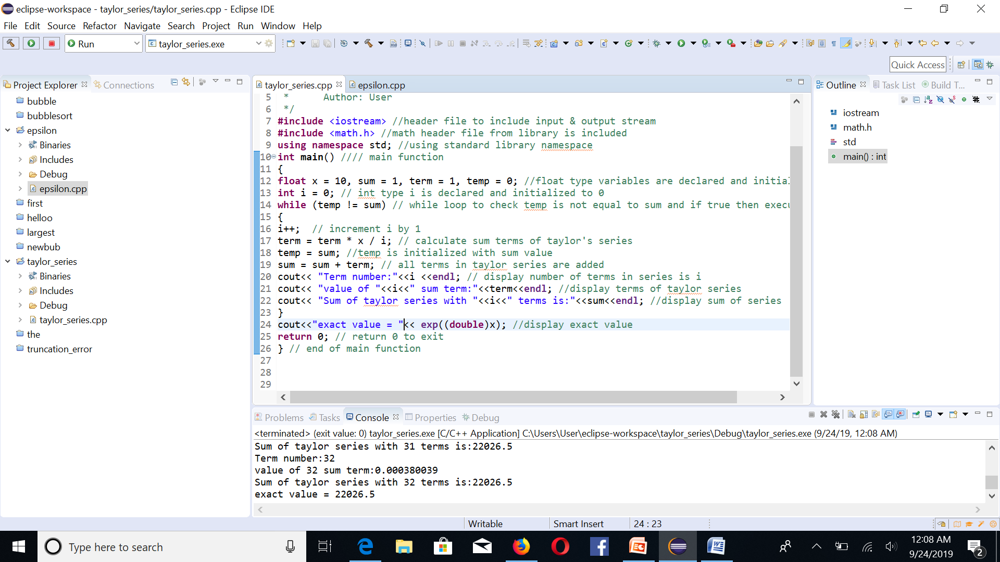 eclipse-workspace - taylor_series/taylor_series.cpp - Eclipse IDE
File Edit Source Refactor Navigate Search Project Run Window Help
Run taylor_series.exe
Quick Access
Project Explorer Connections
bubble
bubblesort
epsilon
Binaries
Includes
Debug
epsilon.cpp
first
helloo
largest
newbub
taylor_series
Binaries
Includes
Debug
taylor_series.cpp
the
truncation_error
taylor_series.cpp epsilon.cpp
5 * Author: User
6 */
7 #include <iostream> //header file to include input & output stream
8 #include <math.h> //math header file from library is included
9 using namespace std; //using standard library namespace
10 int main() //// main function
11 {
12 float x = 10, sum = 1, term = 1, temp = 0; //float type variables are declared and initial
13 int i = 0; // int type i is declared and initialized to 0
14 while (temp != sum) // while loop to check temp is not equal to sum and if true then execu
15 {
16 i++; // increment i by 1
17 term = term * x / i; // calculate sum terms of taylor's series
18 temp = sum; //temp is initialized with sum value
19 sum = sum + term; // all terms in taylor series are added
20 cout<< "Term number:"<<i <<endl; // display number of terms in series is i
21 cout<< "value of "<<i<<" sum term:"<<term<<endl; //display terms of taylor series
22 cout<< "Sum of taylor series with "<<i<<" terms is:"<<sum<<endl; //display sum of series
23 }
24 cout<<"exact value = "<< exp((double)x); //display exact value
25 return 0; // return 0 to exit
26 } // end of main function
27
28
29
Outline Task List Build T...
iostream
math.h
std
main() : int
Problems Tasks Console Properties Debug
<terminated> (exit value: 0) taylor_series.exe [C/C++ Application] C:\Users\User\eclipse-workspace\taylor_series\Debug\taylor_series.exe (9/24/19, 12:08 AM)
Sum of taylor series with 31 terms is:22026.5
Term number:32
value of 32 sum term:0.000380039
Sum of taylor series with 32 terms is:22026.5
exact value = 22026.5
Writable Smart Insert 24 : 23
Type here to search
12:08 AM
9/24/2019
2